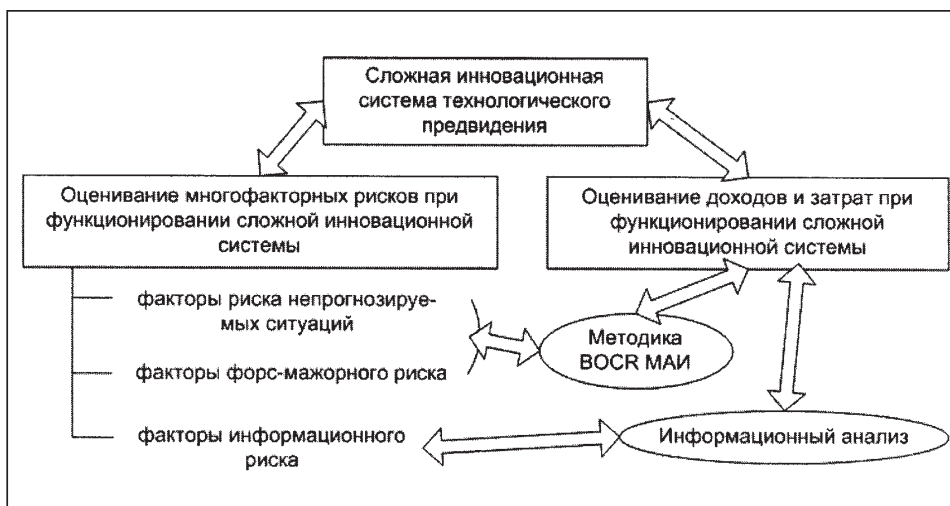 Сложная инновационная
система технологического
предвидения
Оценивание многофакторных рисков при
функционировании сложной инновационной
системы
Оценивание доходов и затрат при
функционировании сложной
инновационной системы
факторы риска непрогнозируе-
мых ситуаций
факторы форс-мажорного риска
факторы информационного
риска
Методика
BOCR МАИ
Информационный анализ